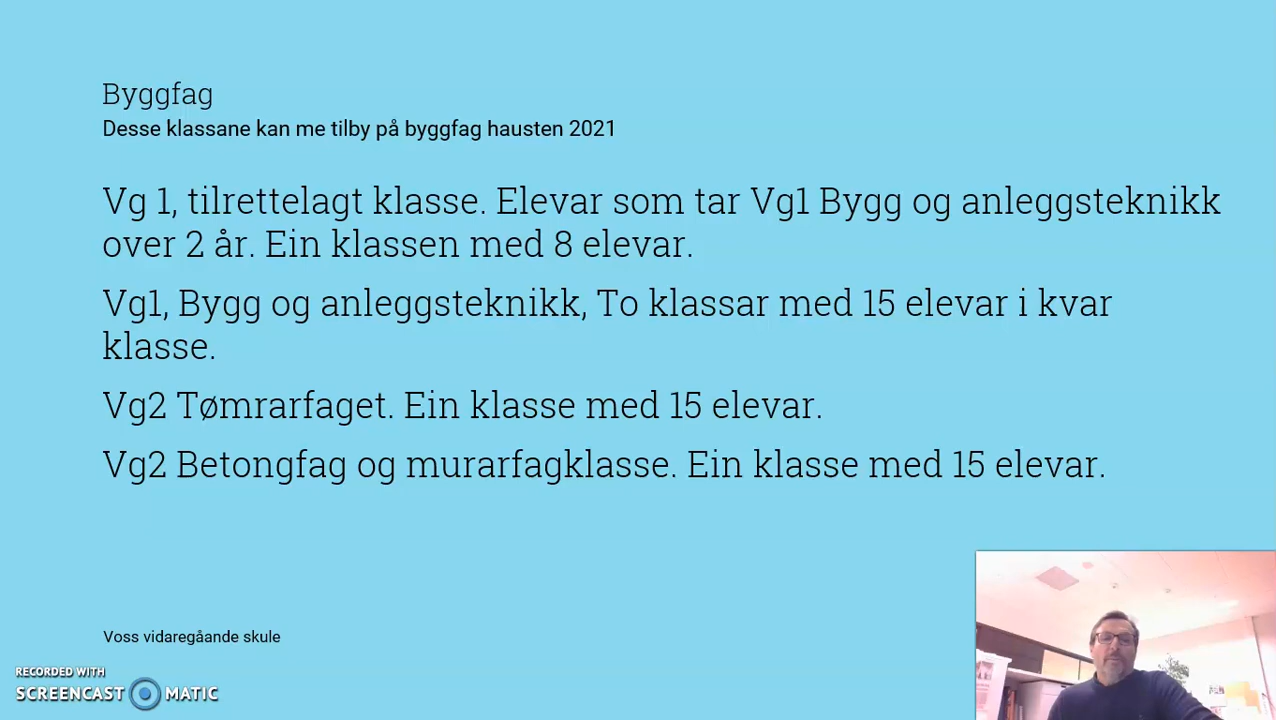 Byggfag
Desse klassane kan me tilby på byggfag hausten 2021
Vg 1, tilrettelagt klasse. Elevar som tar Vg1 Bygg og anleggsteknikk
over 2 år. Ein klassen med 8 elevar.
Vg1, Bygg og anleggsteknikk, To klassar med 15 elevar i kvar
klasse.
Vg2 Tømrarfaget. Ein klasse med 15 elevar.
Vg2 Betongfag og murarfagklasse. Ein klasse med 15 elevar.
Voss vidaregåande skule
RECORDED WITH
SCREENCAST MATIC